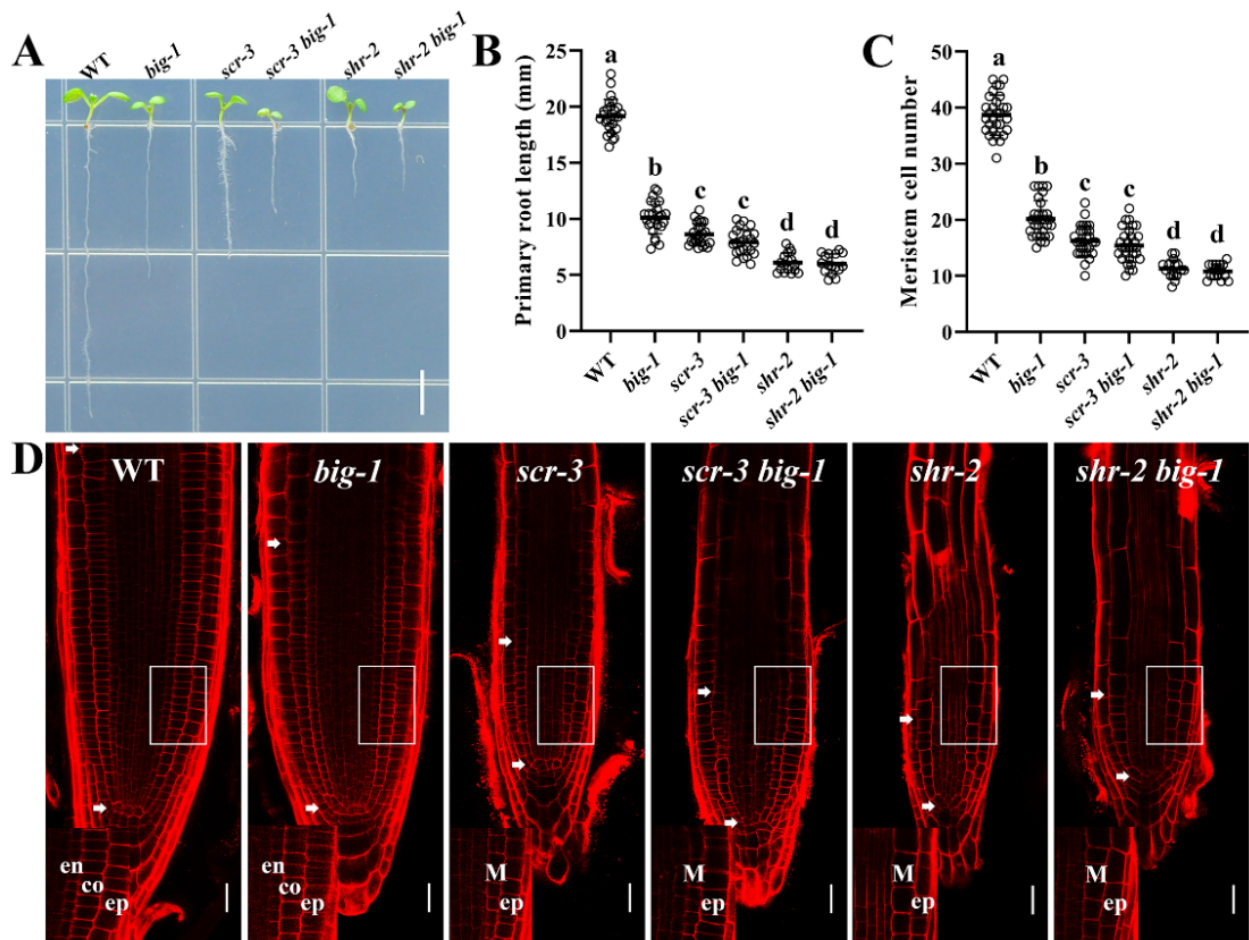 A
WT
big-1
scr-3
scr-3 big-1
shr-2
shr-2 big-1
B
Primary root length (mm)
25
20
15
10
5
0
a
b
c
c
d
d
WT
big-1
scr-3
scr-3 big-1
shr-2
shr-2 big-1
C
Meristem cell number
50
40
30
20
10
0
a
b
c
c
d
d
WT
big-1
scr-3
scr-3 big-1
shr-2
shr-2 big-1
D
WT
en
co
ep
big-1
en
co
ep
scr-3
M
ep
scr-3 big-1
M
ep
shr-2
M
ep
shr-2 big-1
M
ep